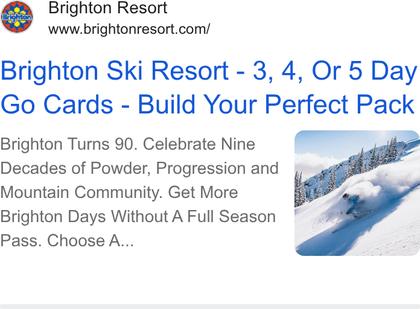 Brighton
Brighton Resort
www.brightonresort.com/
Brighton Ski Resort - 3, 4, Or 5 Day
Go Cards - Build Your Perfect Pack
Brighton Turns 90. Celebrate Nine
Decades of Powder, Progression and
Mountain Community. Get More
Brighton Days Without A Full Season
Pass. Choose A...